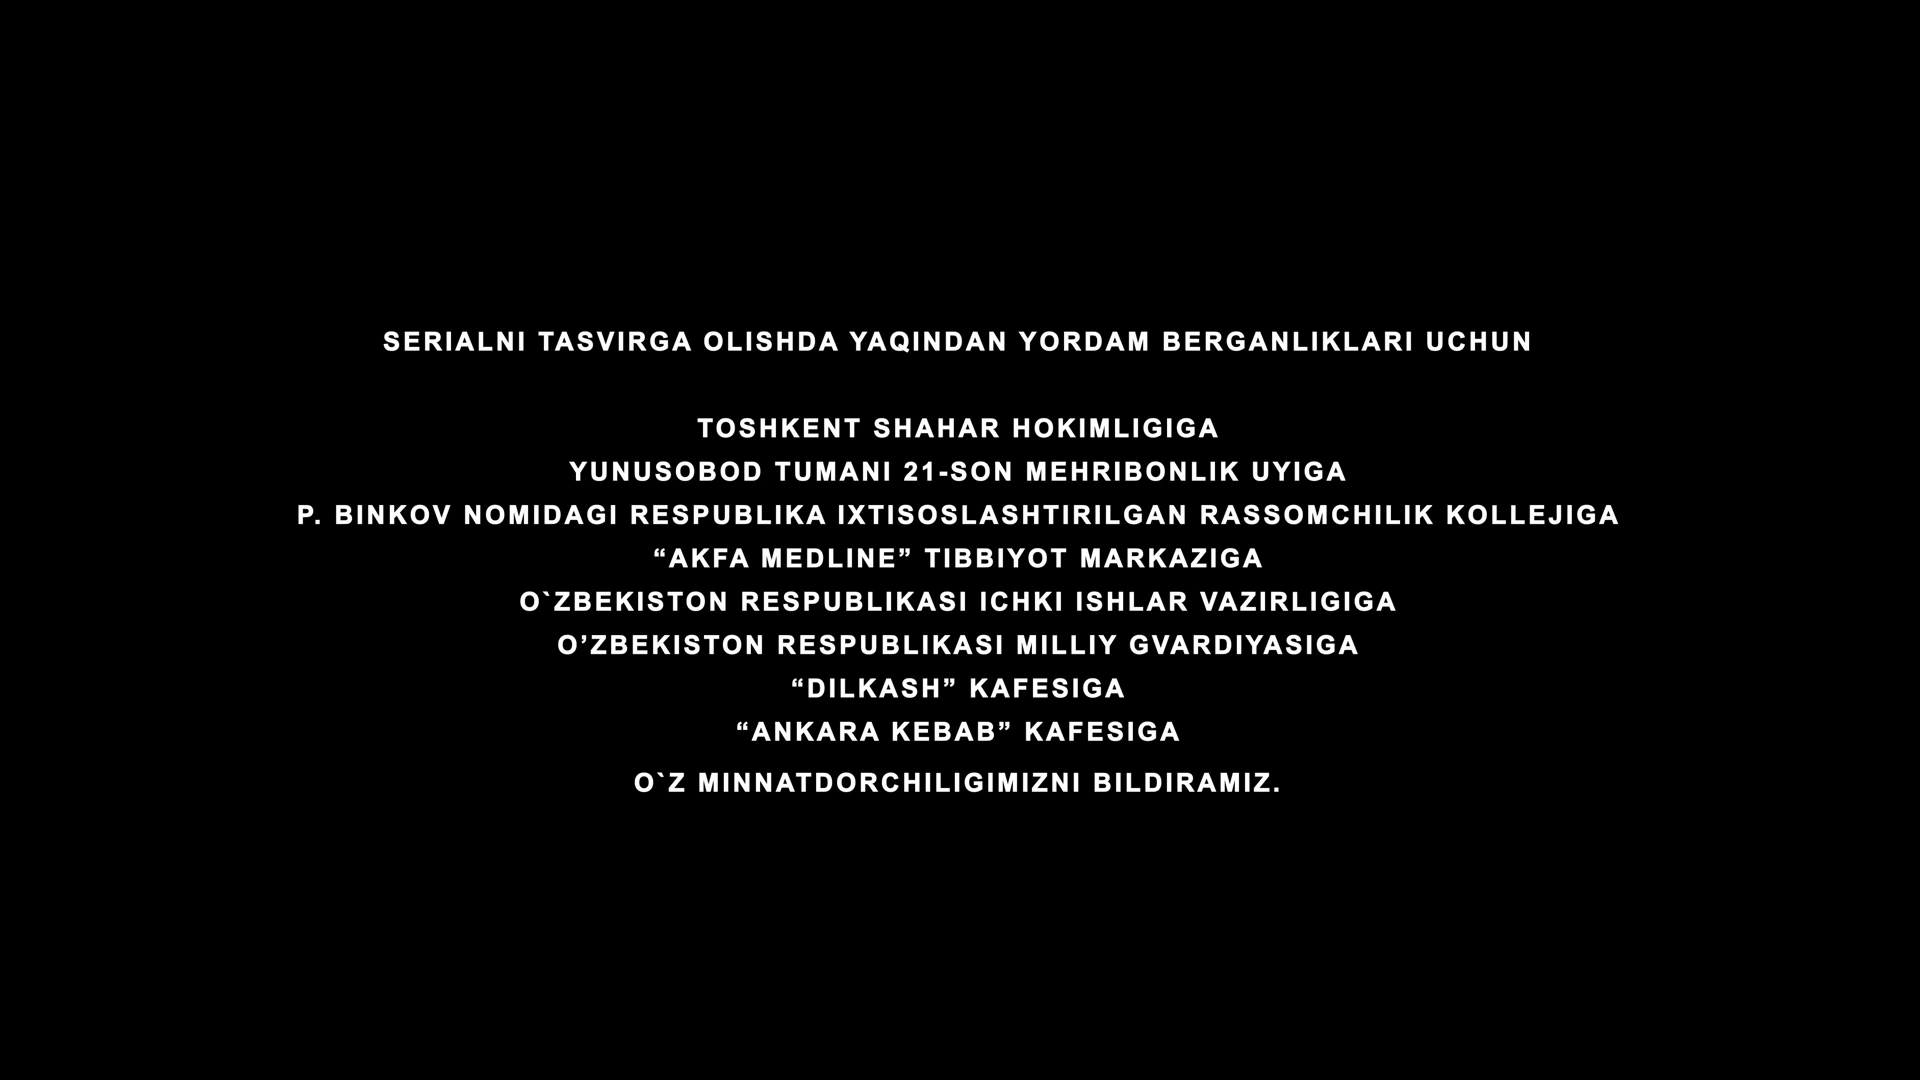 SERIALNI TASVIRGA OLISHDA YAQINDAN YORDAM BERGANLIKLARI UCHUN
TOSHKENT SHAHAR HOKIMLIGIGA
YUNUSOBOD TUMANI 21-SON MEHRIBONLIK UYIGA
P. BINKOV NOMIDAGI RESPUBLIKA IXTISOSLASHTIRILGAN RASSOMCHILIK KOLLEJIGA
“AKFA MEDLINE” TIBBIYOT MARKAZIGA
O`ZBEKISTON RESPUBLIKASI ICHKI ISHLAR VAZIRLIGIGA
O’ZBEKISTON RESPUBLIKASI MILLIY GVARDIYASIGA
“DILKASH” KAFESIGA
“ANKARA KEBAB” KAFESIGA
O`Z MINNATDORCHILIGIMIZNI BILDIRAMIZ.